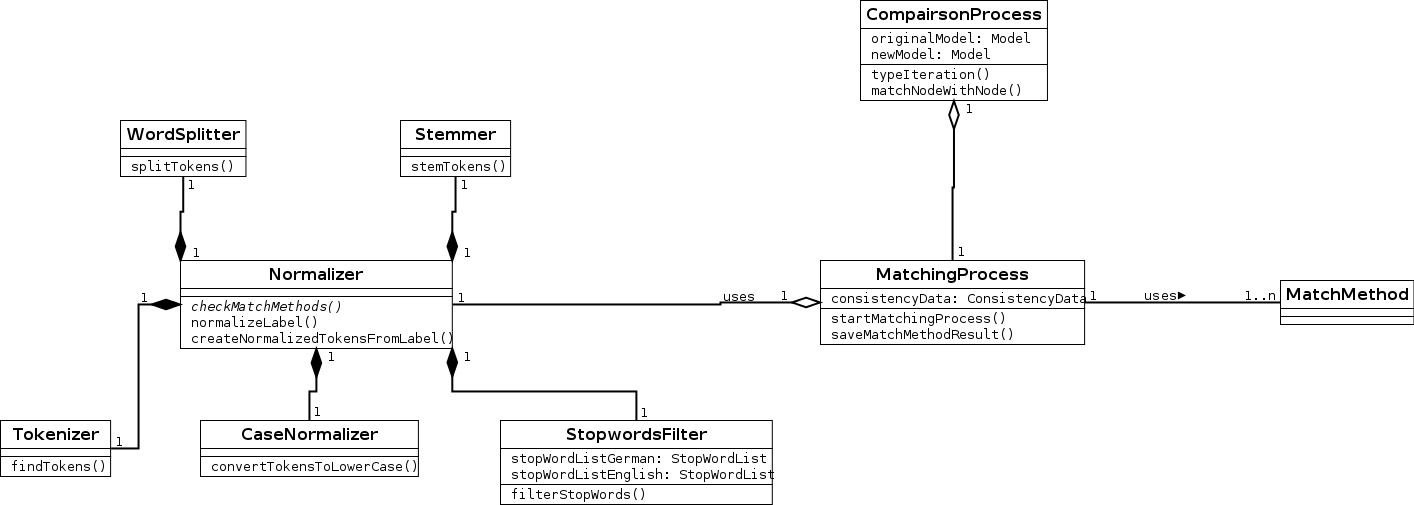 CompairsonProcess
originalModel: Model
newModel: Model
typeIteration()
matchNodeWithNode()
1
WordSplitter
splitTokens()
1
1
Stemmer
stemTokens()
1
1
Normalizer
checkMatchMethods()
normalizeLabel()
createNormalizedTokensFromLabel()
1
1
uses
1
1
MatchingProcess
consistencyData: ConsistencyData
startMatchingProcess()
saveMatchMethodResult()
1
uses▶
1..n
MatchMethod
1
1
Tokenizer
findTokens()
1
1
CaseNormalizer
convertTokensToLowerCase()
1
1
StopwordsFilter
stopWordListGerman: StopWordList
stopWordListEnglish: StopWordList
filterStopWords()